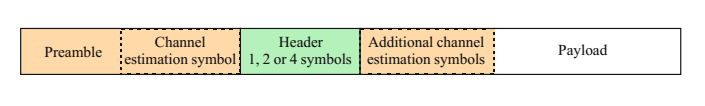 Preamble
Channel
estimation symbol
Header
1, 2 or 4 symbols
Additional channel
estimation symbols
Payload